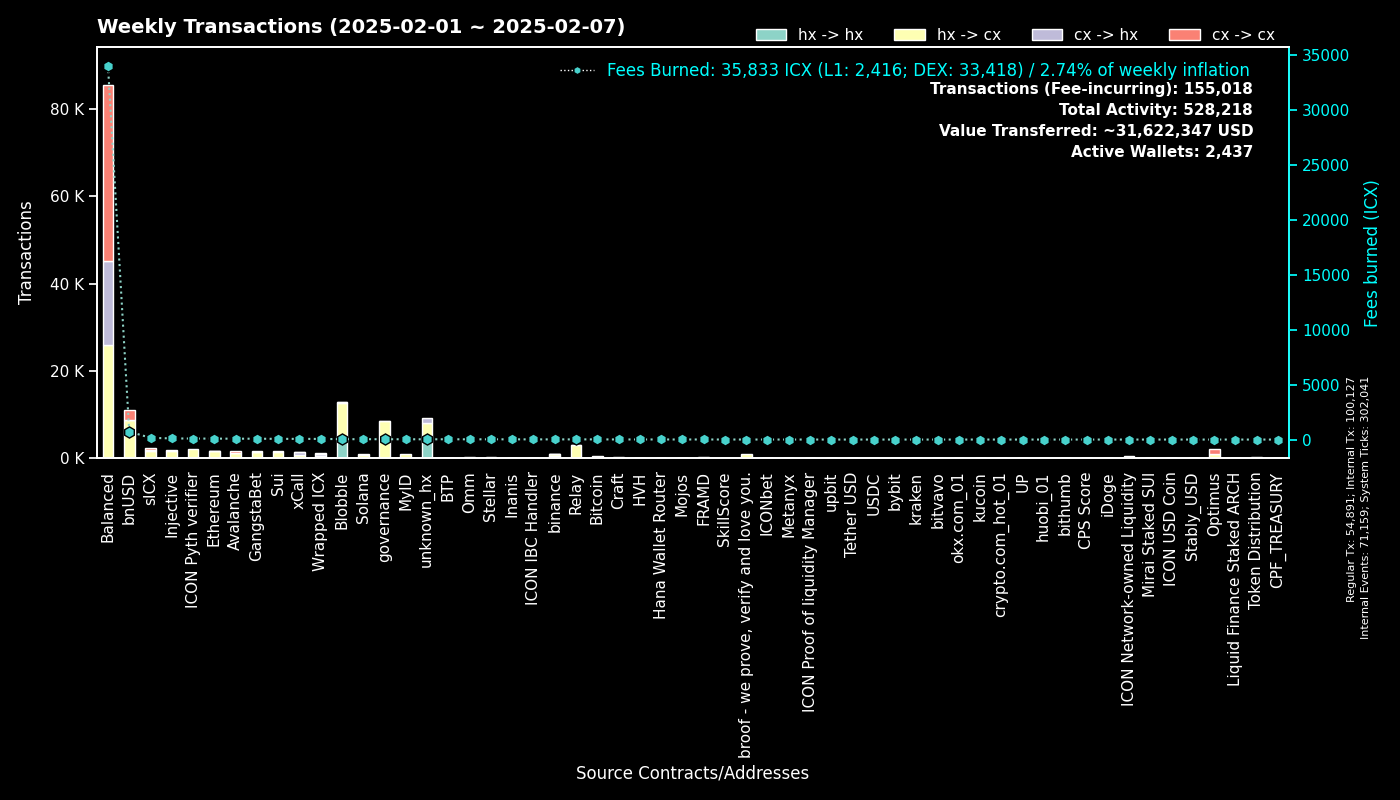 Weekly Transactions (2025-02-01 ~ 2025-02-07)
hx -> hx
hx -> cx
cx -> hx
cx -> cx
Fees Burned: 35,833 ICX (L1: 2,416; DEX: 33,418) / 2.74% of weekly inflation
Transactions (Fee-incurring): 155,018
Total Activity: 528,218
Value Transferred: ~31,622,347 USD
Active Wallets: 2,437
Transactions
80 K
60 K
40 K
20 K
0 K
35000
30000
25000
20000
15000
10000
5000
0
Fees burned (ICX)
Regular Tx: 54,891; Internal Tx: 100,127
Internal Events: 71,159; System Ticks: 302,041
Balanced
bnUSD
sICX
Injective
ICON Pyth verifier
Ethereum
Avalanche
GangstaBet
Sui
xCall
Wrapped ICX
Blobble
Solana
governance
MyID
unknown_hx
BTP
Omm
Stellar
Inanis
ICON IBC Handler
binance
Relay
Bitcoin
Craft
HVH
Hana Wallet Router
Mojos
FRAMD
SkillScore
broof - we prove, verify and love you.
ICONbet
Metanyx
ICON Proof of liquidity Manager
upbit
Tether USD
USDC
bybit
kraken
bitvavo
okx.com_01
kucoin
crypto.com_hot_01
UP
huobi_01
bithumb
CPS Score
iDoge
ICON Network-owned Liquidity
Mirai Staked SUI
ICON USD Coin
Stably_USD
Optimus
Liquid Finance Staked ARCH
Token Distribution
CPF_TREASURY
Source Contracts/Addresses